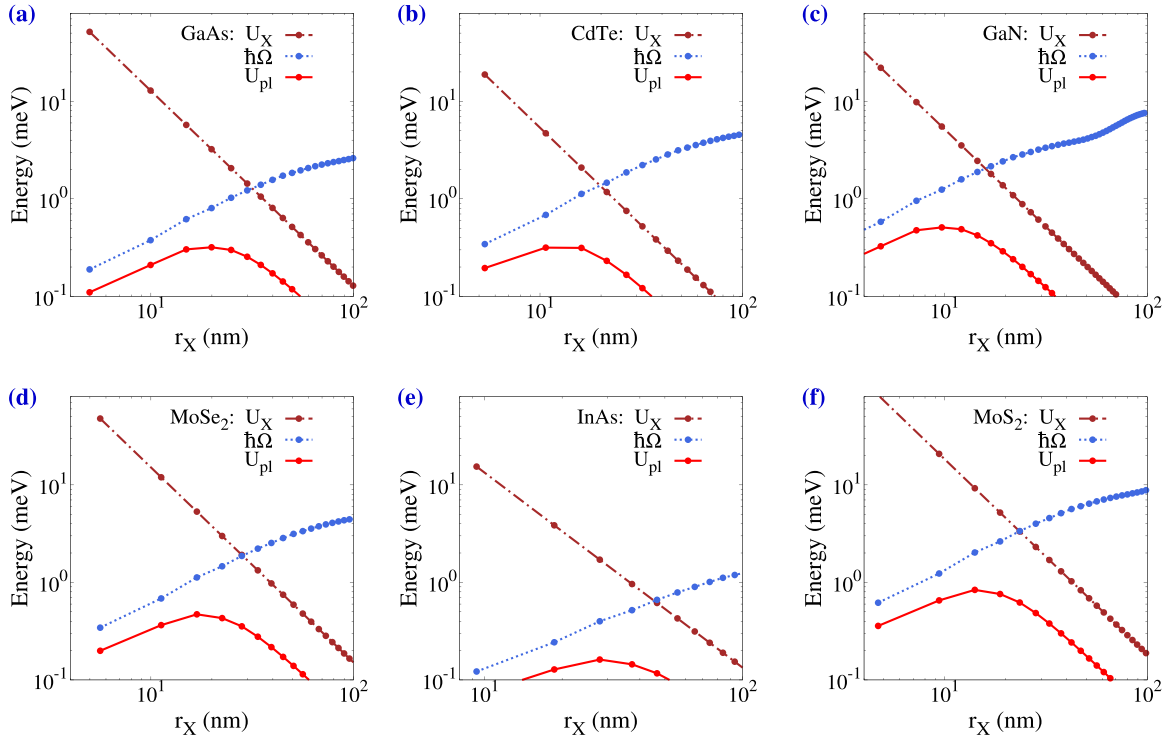 (a)
GaAs: U_X
ħΩ
U_pl
Energy (meV)
10^1
10^0
10^-1
10^1
10^2
r_X (nm)
(b)
CdTe: U_X
ħΩ
U_pl
Energy (meV)
10^1
10^0
10^-1
10^1
10^2
r_X (nm)
(c)
GaN: U_X
ħΩ
U_pl
Energy (meV)
10^1
10^0
10^-1
10^1
10^2
r_X (nm)
(d)
MoSe_2: U_X
ħΩ
U_pl
Energy (meV)
10^1
10^0
10^-1
10^1
10^2
r_X (nm)
(e)
InAs: U_X
ħΩ
U_pl
Energy (meV)
10^1
10^0
10^-1
10^1
10^2
r_X (nm)
(f)
MoS_2: U_X
ħΩ
U_pl
Energy (meV)
10^1
10^0
10^-1
10^1
10^2
r_X (nm)